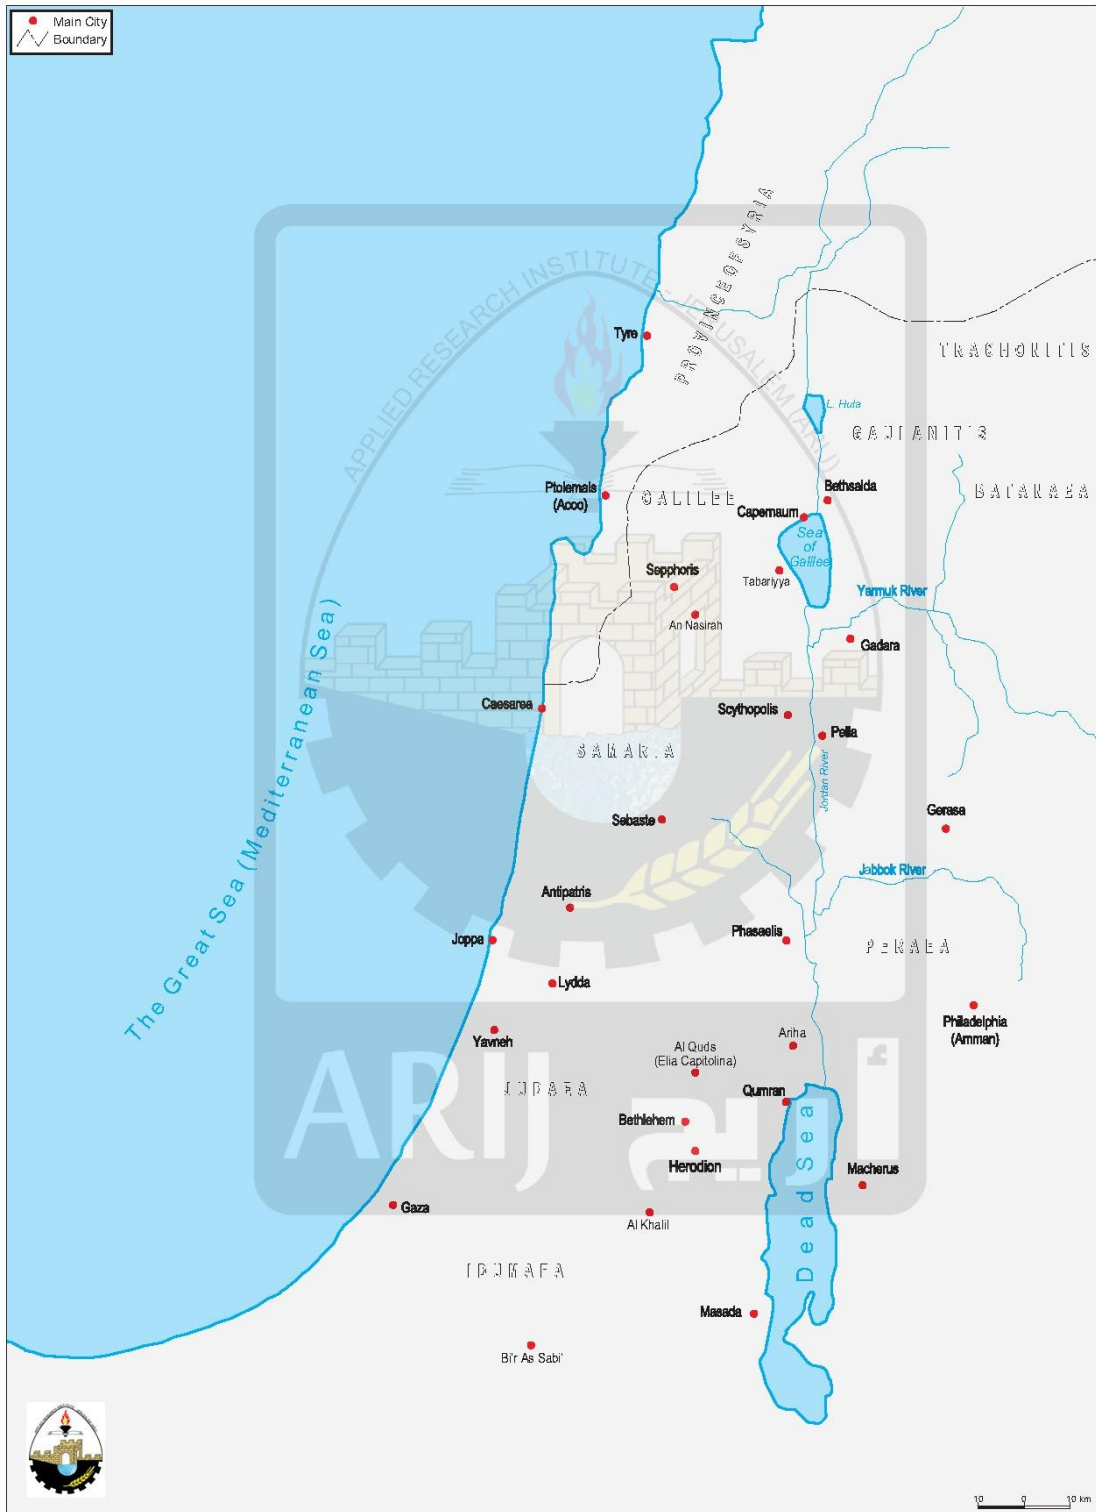 Main City
Boundary
APPLIED RESEARCH INSTITUTE - JERUSALEM (ARIJ)
PROVINCE OF SYRIA
TRACHONITIS
Tyre
L. Hula
GAULANITIS
BATANAEA
GALILEE
Ptolemais
(Acco)
Bethsaida
Capernaum
Sea
of
Galilee
Sepphoris
Tabariyya
Yarmuk River
An Nasirah
Gadara
The Great Sea (Mediterranean Sea)
Caesarea
Scythopolis
Pella
SAMARIA
Jordan River
Sebaste
Gerasa
Jabbok River
Antipatris
Joppa
Phasaelis
PERAEA
Lydda
Philadelphia
(Amman)
Yavneh
Al Quds
(Elia Capitolina)
Ariha
JUDAEA
Qumran
ARIJ أريج
Bethlehem
Herodion
Dead Sea
Macherus
Gaza
Al Khalil
IDUMAEA
Masada
Bi'r As Sabi'
10 0 10 km